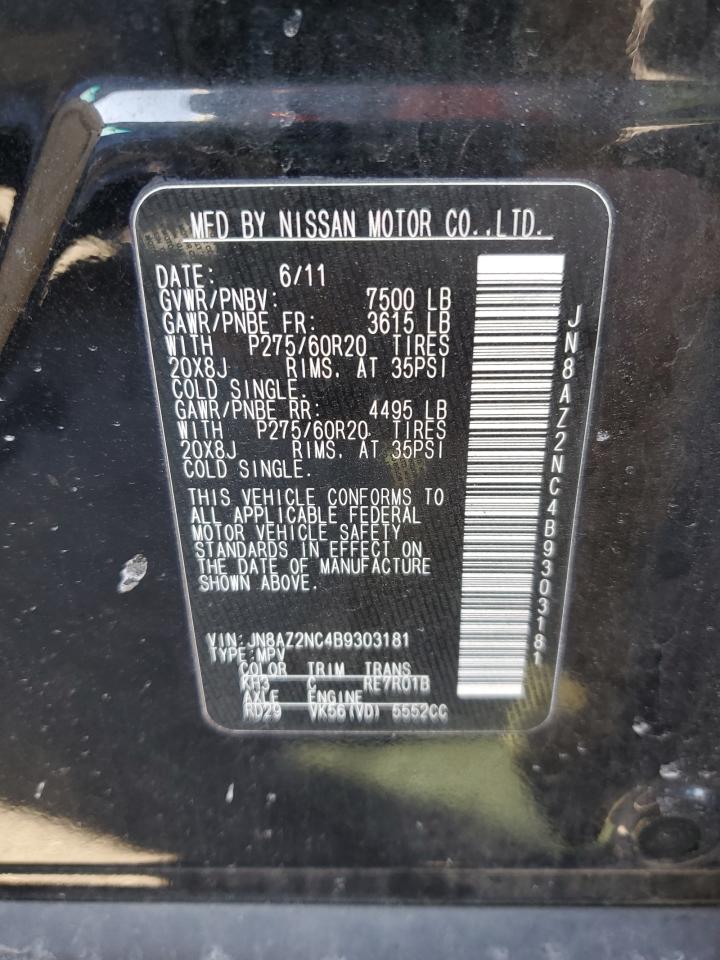 MFD BY NISSAN MOTOR CO.,LTD.
DATE: 6/11
GVWR/PNBV: 7500 LB
GAWR/PNBE FR: 3615 LB
WITH P275/60R20 TIRES
20X8J RIMS, AT 35PSI
COLD SINGLE.
GAWR/PNBE RR: 4495 LB
WITH P275/60R20 TIRES
20X8J RIMS, AT 35PSI
COLD SINGLE.
THIS VEHICLE CONFORMS TO
ALL APPLICABLE FEDERAL
MOTOR VEHICLE SAFETY
STANDARDS IN EFFECT ON
THE DATE OF MANUFACTURE
SHOWN ABOVE.
VIN:JN8AZ2NC4B9303181
TYPE:MPV
COLOR TRIM TRANS
KH3 C RE7R01B
AXLE ENGINE
RD29 VK56(VD) 5552CC
JN8AZ2NC4B9303181